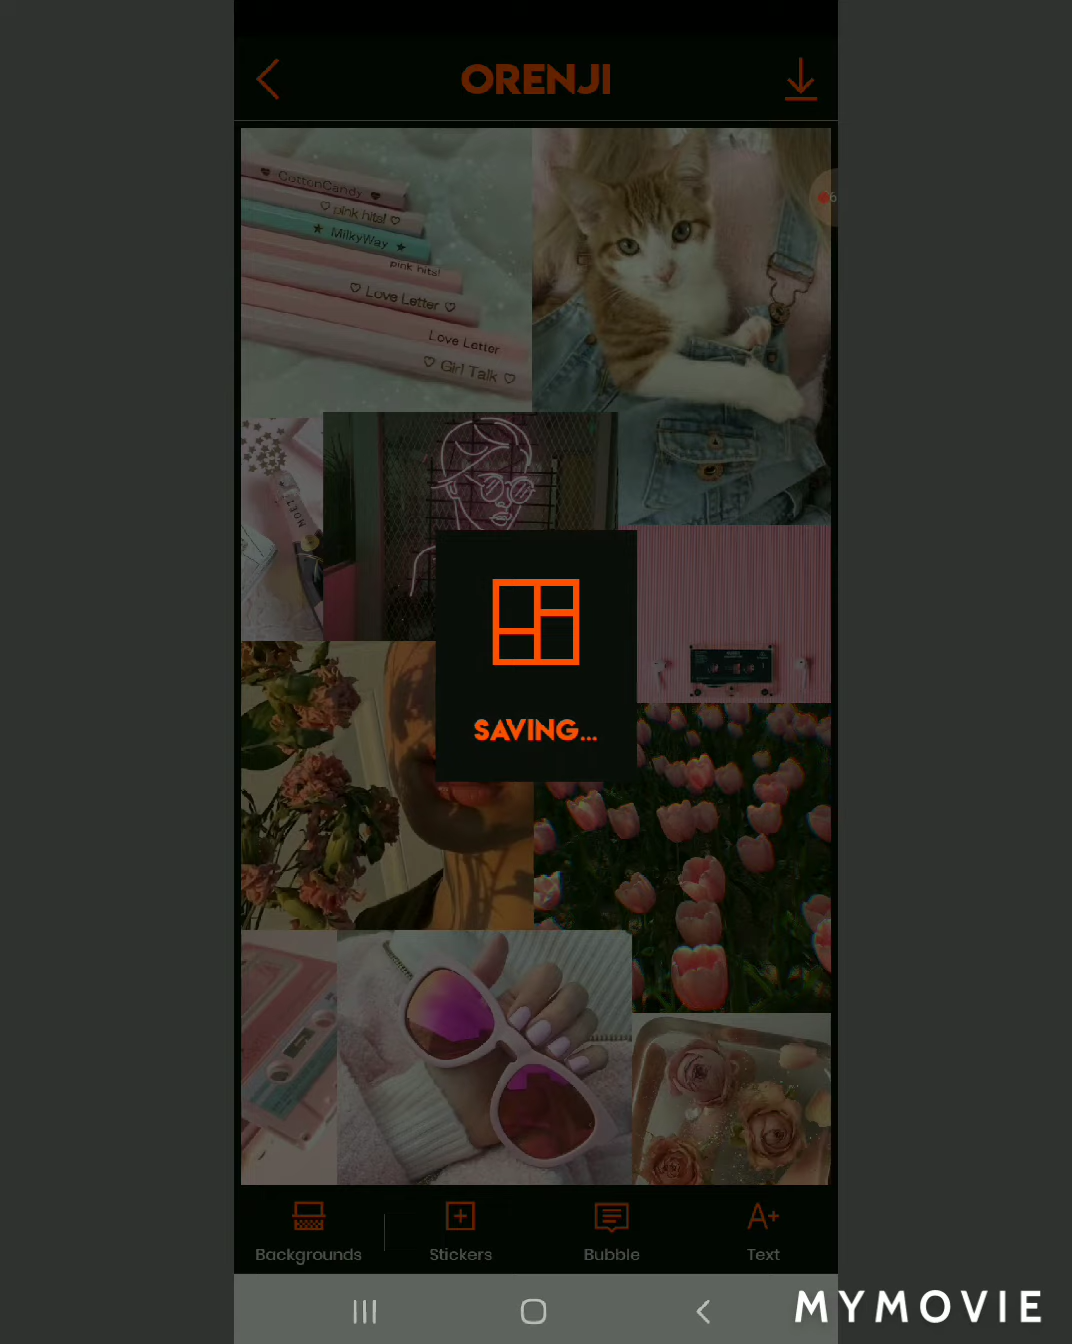 ORENJI
CottonCandy
pink hits!
MilkyWay
pink hits!
Love Letter
Love Letter
Girl Talk
SAVING...
Backgrounds
Stickers
Bubble
A+
Text
MYMOVIE